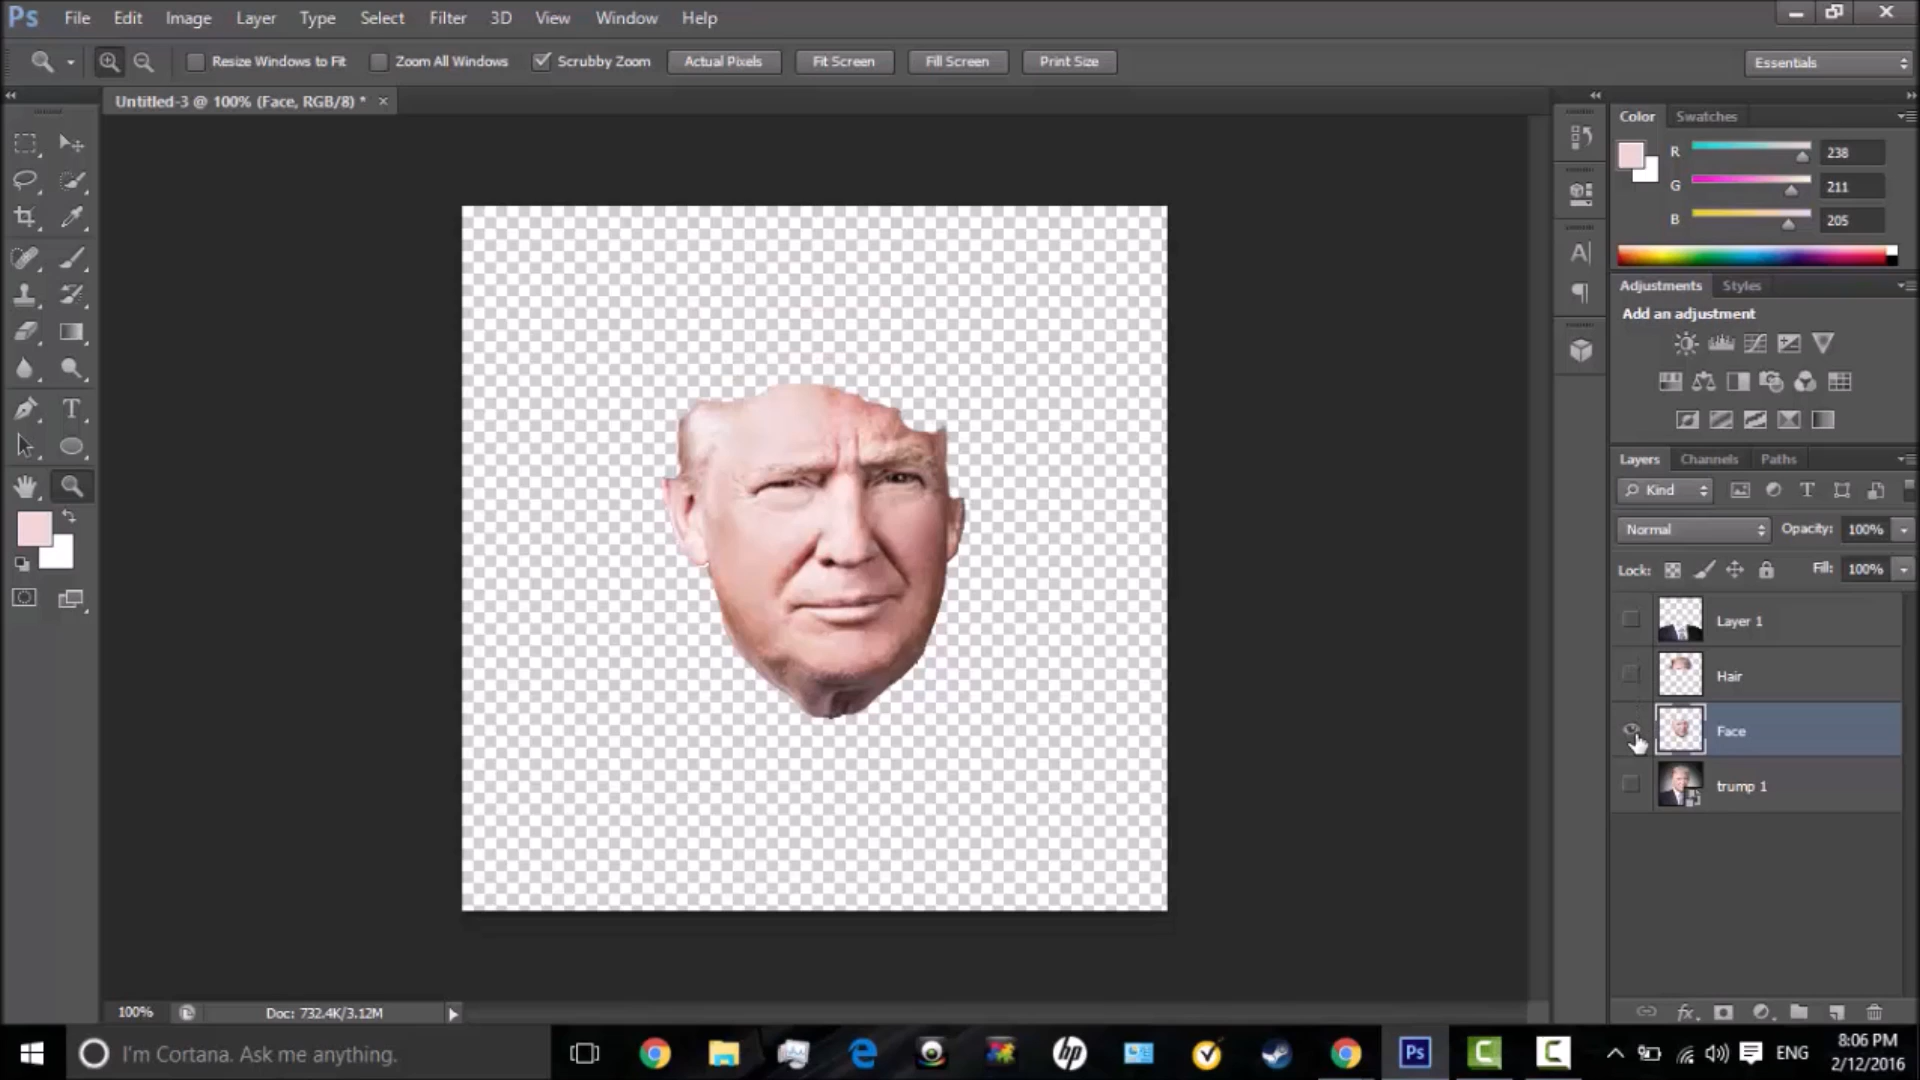 Ps File Edit Image Layer Type Select Filter 3D View Window Help
Resize Windows to Fit Zoom All Windows Scrubby Zoom Actual Pixels Fit Screen Fill Screen Print Size Essentials
Untitled-3 @ 100% (Face, RGB/8) * ×
Color Swatches
R 238
G 211
B 205
Adjustments Styles
Add an adjustment
Layers Channels Paths
Kind
Normal Opacity: 100%
Lock: Fill: 100%
Layer 1
Hair
Face
trump 1
100% Doc: 732.4K/3.12M
I'm Cortana. Ask me anything.
hp
Ps
ENG
8:06 PM
2/12/2016